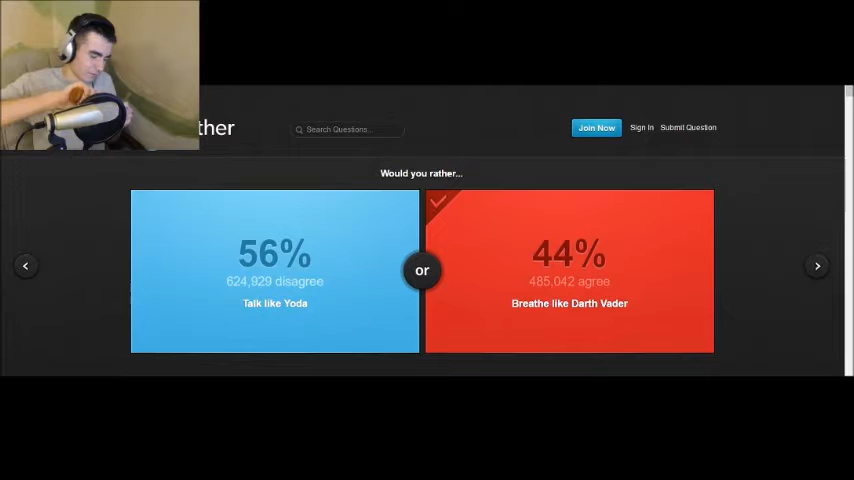 ther
Search Questions...
Join Now
Sign In
Submit Question
Would you rather...
56%
624,929 disagree
Talk like Yoda
or
44%
485,042 agree
Breathe like Darth Vader